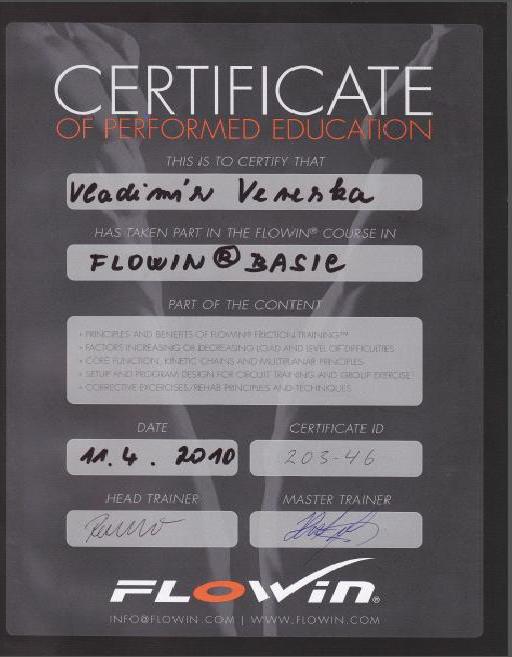 CERTIFICATE
OF PERFORMED EDUCATION
THIS IS TO CERTIFY THAT
Vladimír Vereska
HAS TAKEN PART IN THE FLOWIN® COURSE IN
FLOWIN ® BASIC
PART OF THE CONTENT
• PRINCIPLES AND BENEFITS OF FLOWIN® FRICTION TRAINING™
• FACTORS INCREASING OR DECREASING LOAD AND LEVEL OF DIFFICULTIES
• CORE FUNCTION, KINETIC CHAINS AND MULTIPLANAR PRINCIPLES
• SETUP AND PROGRAM DESIGN FOR CIRCUIT TRAINING AND GROUP EXERCISE
• CORRECTIVE EXCERCISES/REHAB PRINCIPLES AND TECHNIQUES
DATE
CERTIFICATE ID
11. 4. 2010
203-46
HEAD TRAINER
MASTER TRAINER
FLOWIN®
INFO@FLOWIN.COM | WWW.FLOWIN.COM